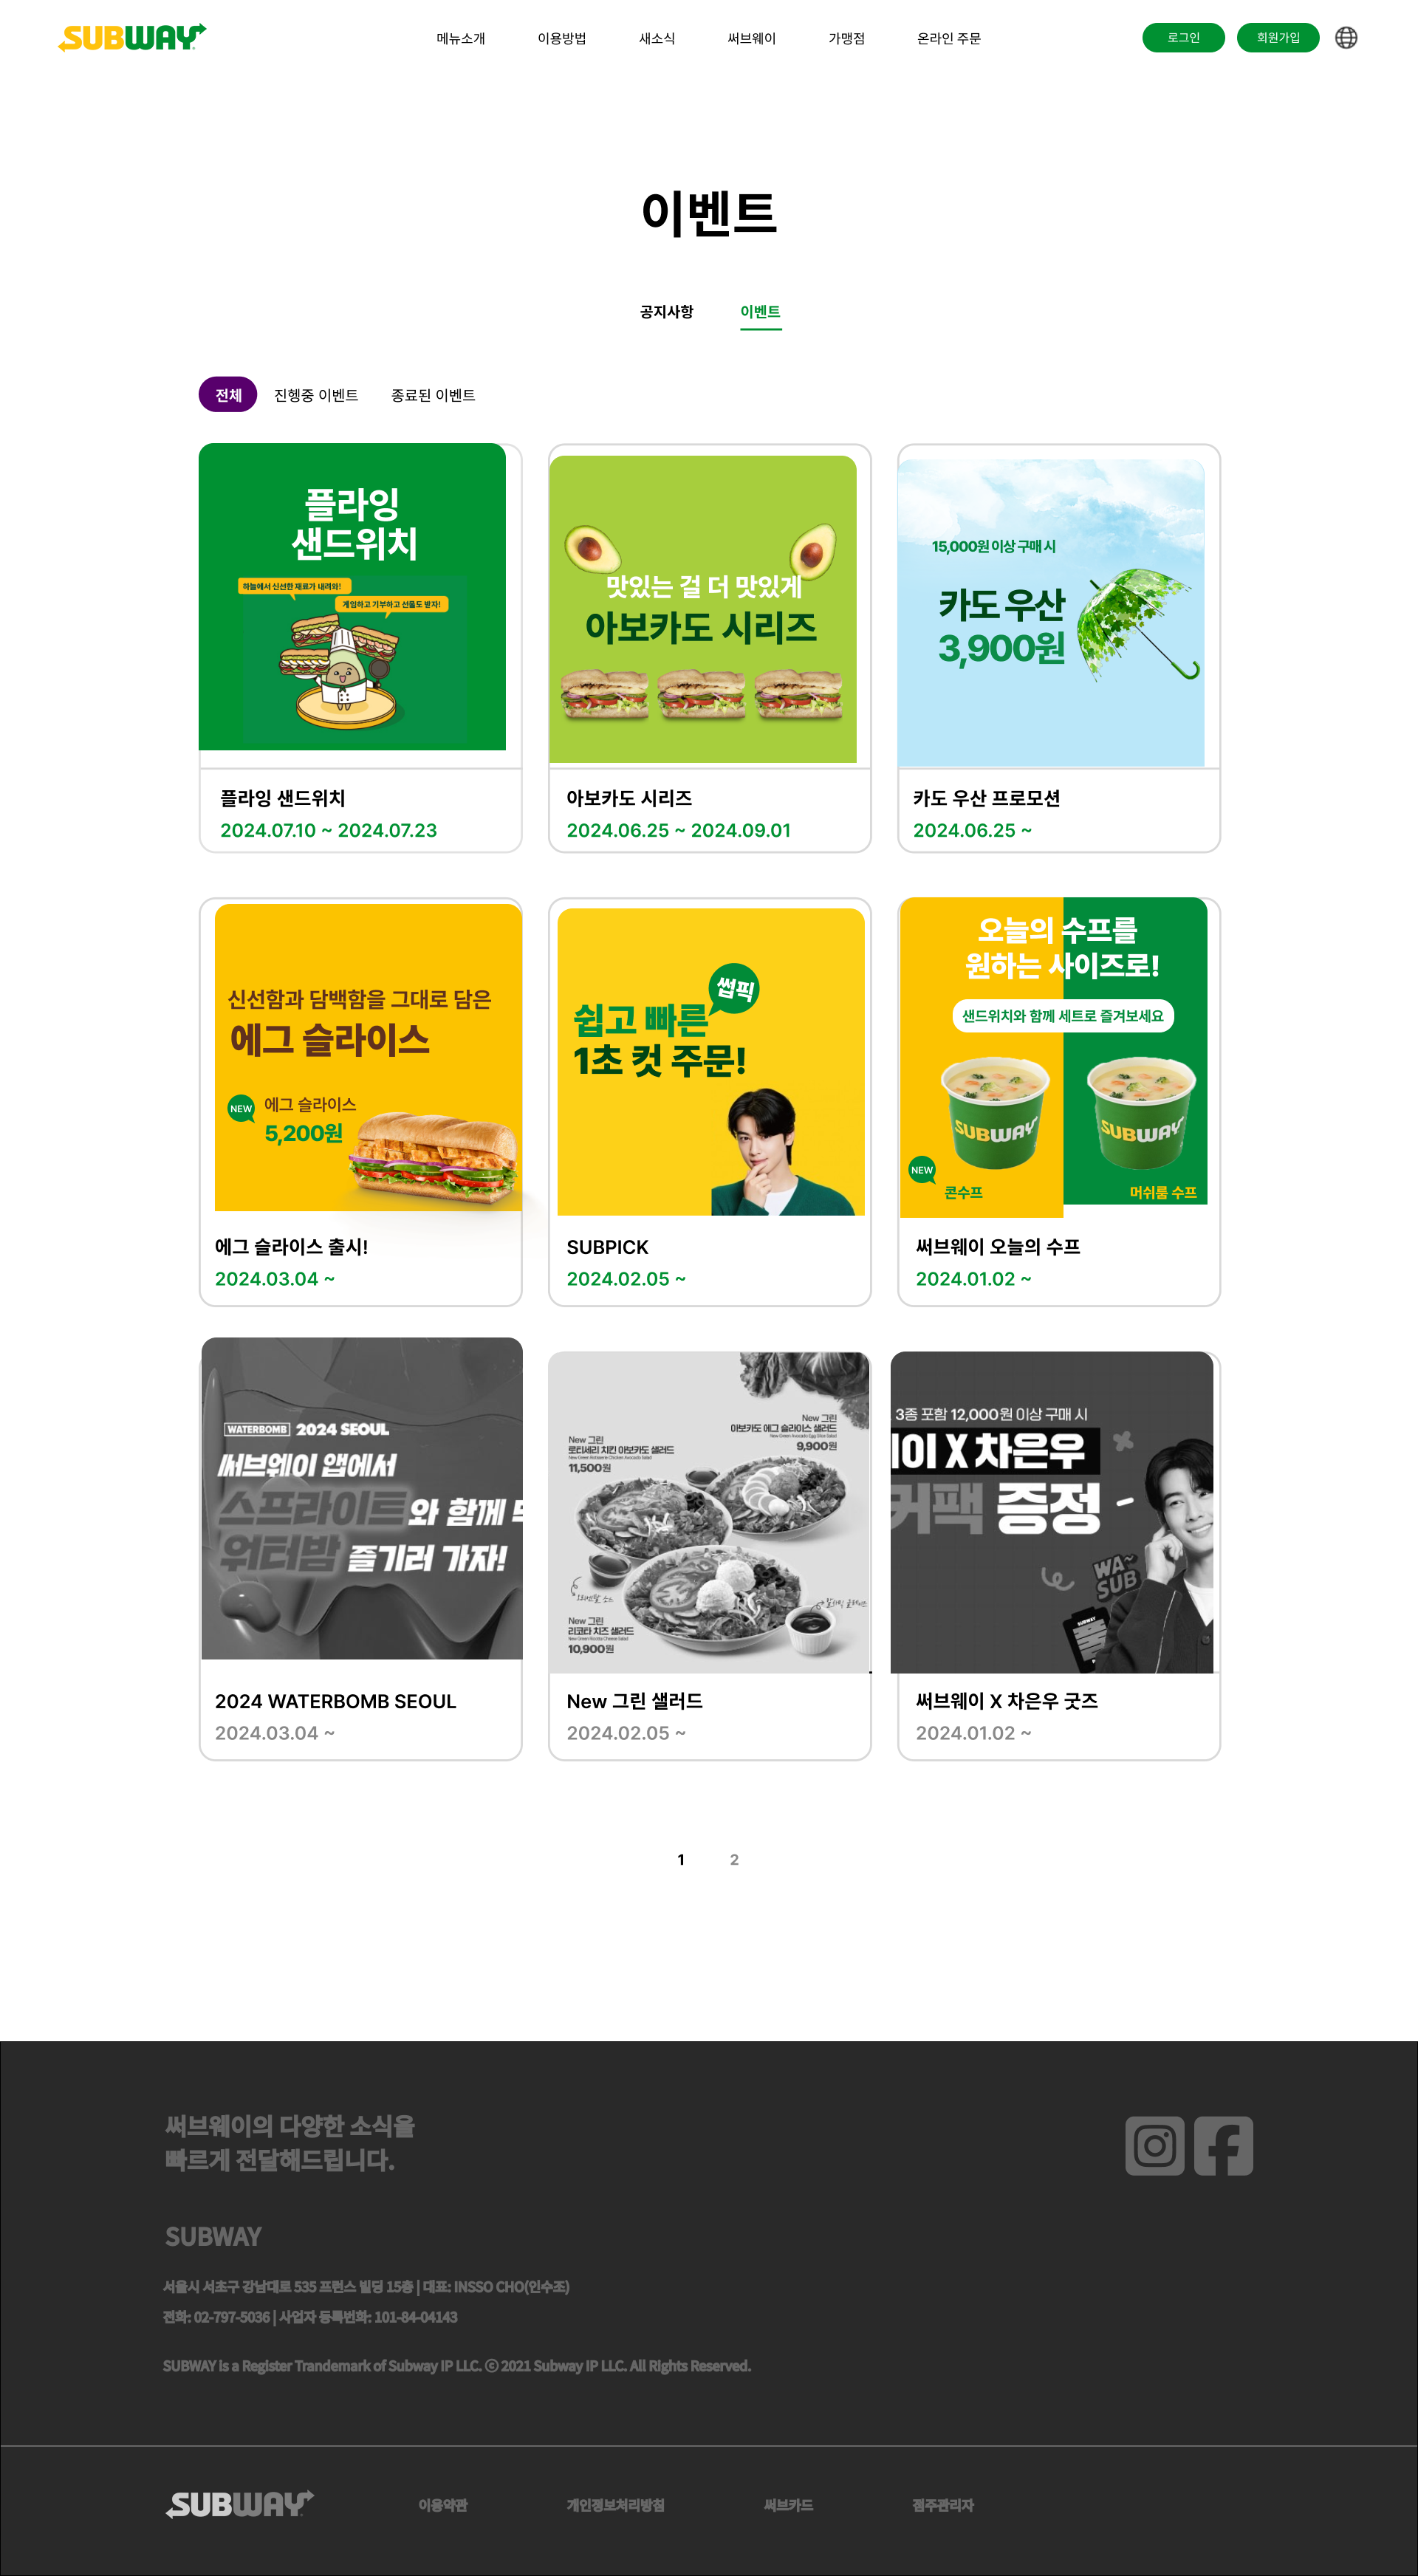 SUBWAY
메뉴소개
이용방법
새소식
써브웨이
가맹점
온라인 주문
로그인
회원가입
이벤트
공지사항
이벤트
전체
진행중 이벤트
종료된 이벤트
플라잉
샌드위치
하늘에서 신선한 재료가 내려와!
게임하고 기부하고 선물도 받자!
플라잉 샌드위치
2024.07.10 ~ 2024.07.23
맛있는 걸 더 맛있게
아보카도 시리즈
아보카도 시리즈
2024.06.25 ~ 2024.09.01
15,000원 이상 구매 시
카도 우산
3,900원
카도 우산 프로모션
2024.06.25 ~
신선함과 담백함을 그대로 담은
에그 슬라이스
NEW
에그 슬라이스
5,200원
에그 슬라이스 출시!
2024.03.04 ~
썹픽
쉽고 빠른
1초 컷 주문!
SUBPICK
2024.02.05 ~
오늘의 수프를
원하는 사이즈로!
샌드위치와 함께 세트로 즐겨보세요
SUBWAY
SUBWAY
NEW
콘수프
머쉬룸 수프
써브웨이 오늘의 수프
2024.01.02 ~
WATERBOMB 2024 SEOUL
써브웨이 앱에서
스프라이트와 함께
워터밤 즐기러 가자!
2024 WATERBOMB SEOUL
2024.03.04 ~
New 그린
아보카도 에그 슬라이스 샐러드
New Green Avocado Egg Slice Salad
9,900원
New 그린
로티세리 치킨 아보카도 샐러드
New Green Rotisserie Chicken Avocado Salad
11,500원
New 그린
리코타 치즈 샐러드
New Green Ricotta Cheese Salad
10,900원
New 그린 샐러드
2024.02.05 ~
3종 포함 12,000원 이상 구매 시
이 X 차은우
커팩 증정
WA~
SUB
SUBWAY
써브웨이 X 차은우 굿즈
2024.01.02 ~
1
2
써브웨이의 다양한 소식을
빠르게 전달해드립니다.
SUBWAY
서울시 서초구 강남대로 535 프런스 빌딩 15층 | 대표: INSSO CHO(인수조)
전화: 02-797-5036 | 사업자 등록번화: 101-84-04143
SUBWAY is a Register Trandemark of Subway IP LLC. ⓒ 2021 Subway IP LLC. All Rights Reserved.
SUBWAY
이용약관
개인정보처리방침
써브카드
점주관리자